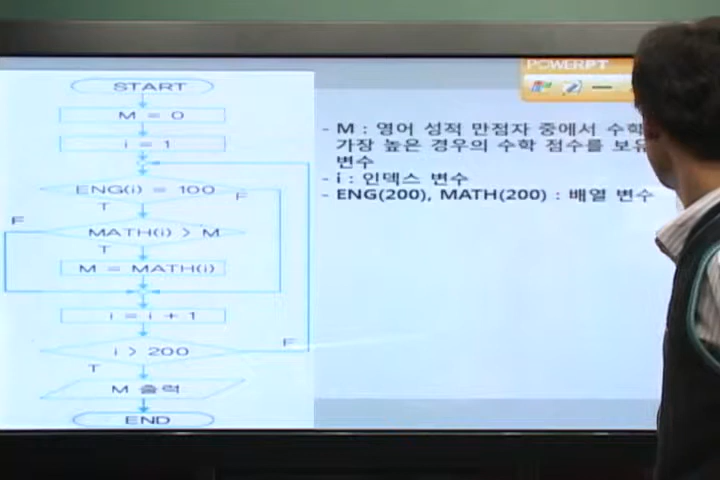 POWERPT
START
M = 0
i = 1
ENG(i) = 100
T
F
F
MATH(i) > M
T
M = MATH(i)
i = i + 1
i > 200
F
T
M 출력
END
- M : 영어 성적 만점자 중에서 수학
가장 높은 경우의 수학 점수를 보유
변수
- i : 인덱스 변수
- ENG(200), MATH(200) : 배열 변수